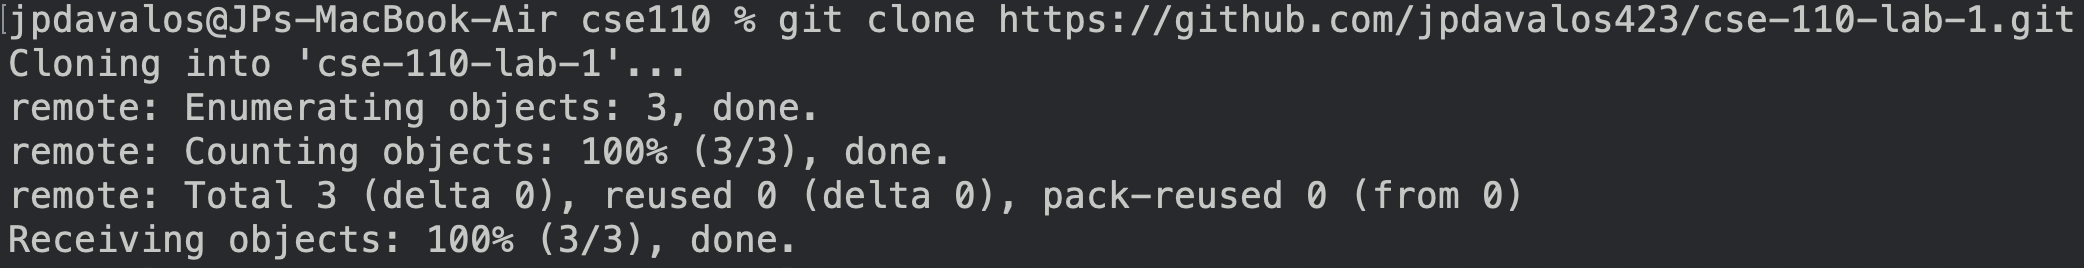 [jpdavalos@JPs-MacBook-Air cse110 % git clone https://github.com/jpdavalos423/cse-110-lab-1.git
Cloning into 'cse-110-lab-1'...
remote: Enumerating objects: 3, done.
remote: Counting objects: 100% (3/3), done.
remote: Total 3 (delta 0), reused 0 (delta 0), pack-reused 0 (from 0)
Receiving objects: 100% (3/3), done.